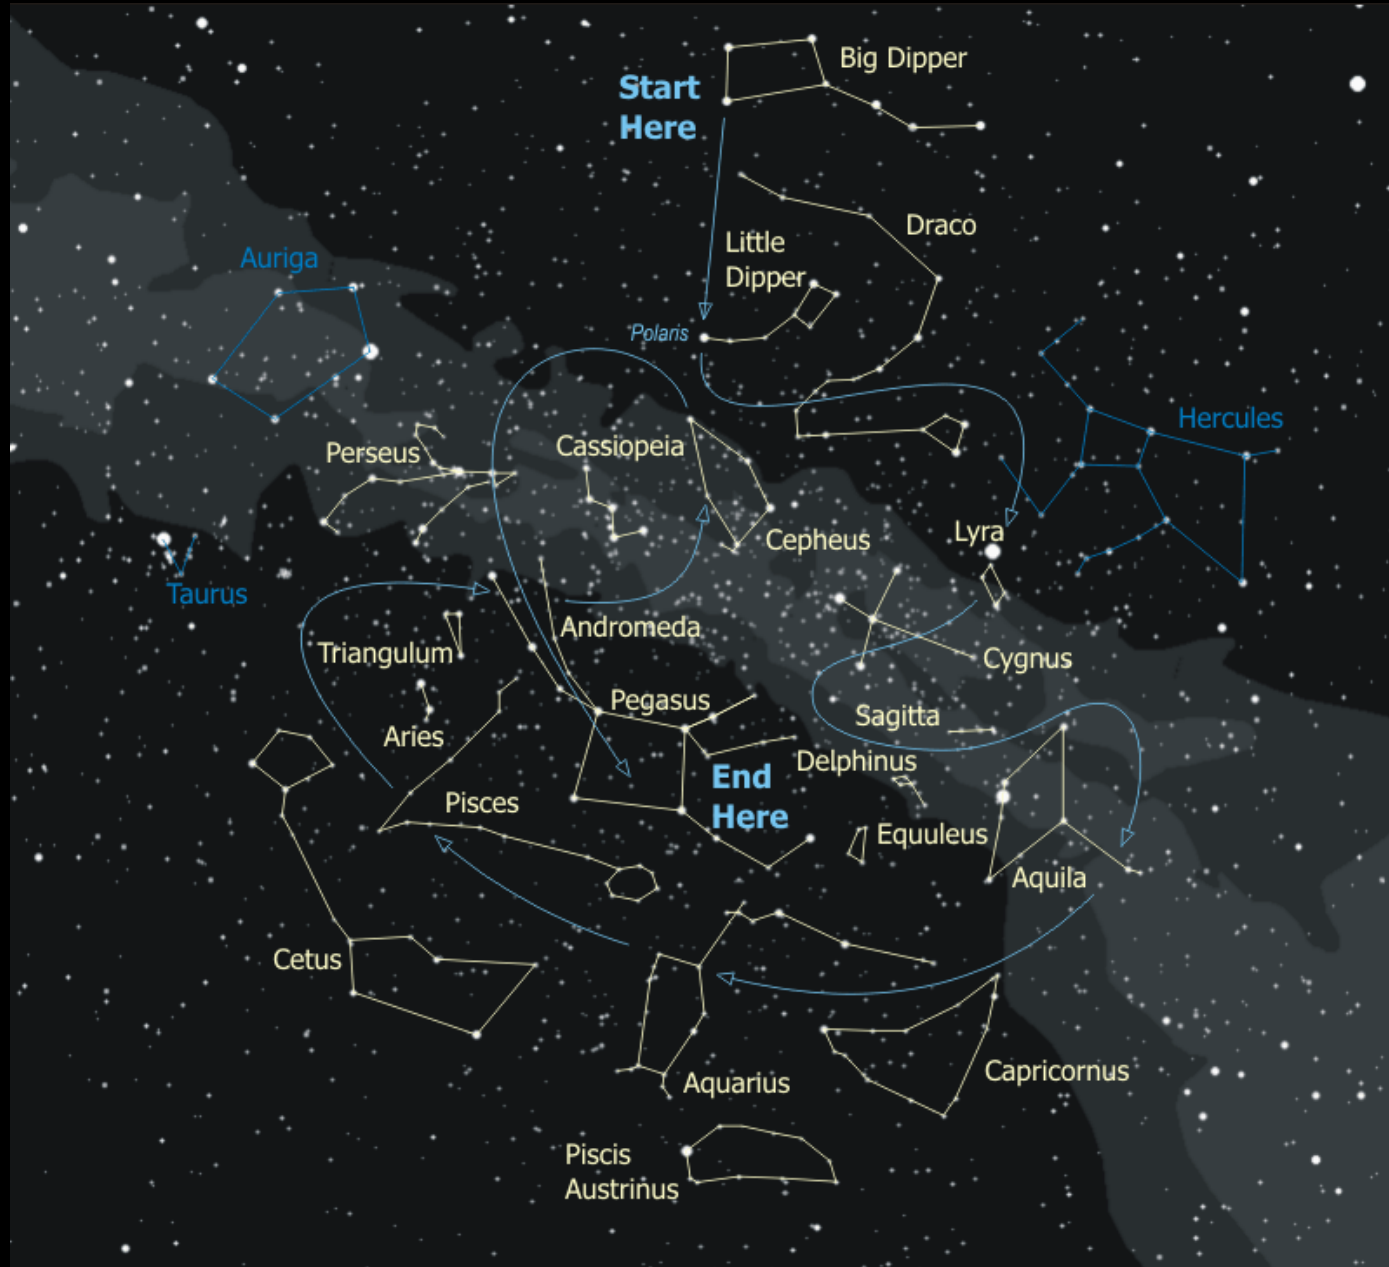 Big Dipper
Start
Here
Draco
Little
Dipper
Auriga
Polaris
Hercules
Perseus
Cassiopeia
Lyra
Cepheus
Taurus
Andromeda
Triangulum
Cygnus
Pegasus
Sagitta
Aries
Delphinus
End
Here
Pisces
Equuleus
Aquila
Cetus
Capricornus
Aquarius
Piscis
Austrinus